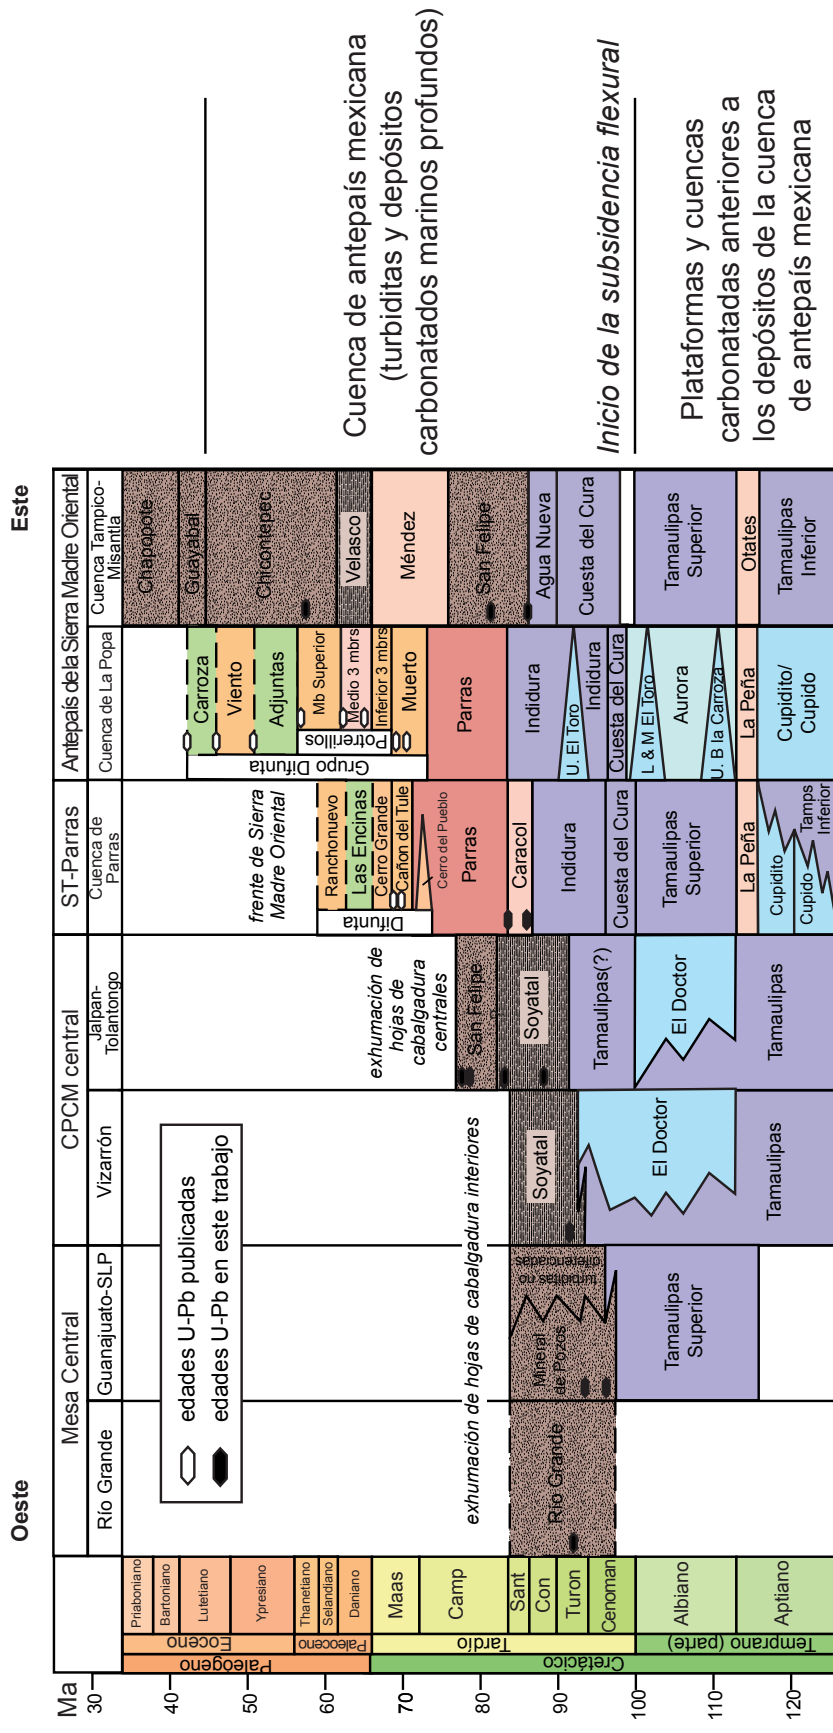 Oeste
Este
Ma
Mesa Central
CPCM central
ST-Parras
Antepaís de la Sierra Madre Oriental
Río Grande
Guanajuato-SLP
Vizarrón
Jalpan-
Tolantongo
Cuenca de
Parras
Cuenca de La Popa
Cuenca Tampico-
Misantla
30
40
50
60
70
80
90
100
110
120
Paleógeno
Cretácico
Eoceno
Paleoceno
Tardío
Temprano (parte)
Priaboniano
Bartoniano
Lutetiano
Ypresiano
Thanetiano
Selandiano
Daniano
Maas
Camp
Sant
Con
Turon
Cenoman
Albiano
Aptiano
edades U-Pb publicadas
edades U-Pb en este trabajo
exhumación de hojas de cabalgadura interiores
Río Grande
Mineral
de Pozos
turbiditas no
diferenciadas
Tamaulipas
Superior
Soyatal
El Doctor
Tamaulipas
exhumación de
hojas de
cabalgadura
centrales
San Felipe
Soyatal
Tamaulipas(?)
El Doctor
Tamaulipas
frente de Sierra
Madre Oriental
Difunta
Ranchonuevo
Las Encinas
Cerro Grande
Cañon del Tule
Cerro del Pueblo
Parras
Caracol
Indidura
Cuesta del Cura
Tamaulipas
Superior
La Peña
Cupidito
Cupido
Tamps
Inferior
Grupo Difunta
Potrerillos
Carroza
Viento
Adjuntas
Mb Superior
Medio 3 mbrs
Inferior 3 mbrs
Muerto
Parras
Indidura
U. El Toro
Indidura
Cuesta del Cura
L & M El Toro
Aurora
U. B la Carroza
La Peña
Cupidito/
Cupido
Chapopote
Guayabal
Chicontepec
Velasco
Méndez
San Felipe
Agua Nueva
Cuesta del Cura
Tamaulipas
Superior
Otates
Tamaulipas
Inferior
Cuenca de antepaís mexicana
(turbiditas y depósitos
carbonatados marinos profundos)
Inicio de la subsidencia flexural
Plataformas y cuencas
carbonatadas anteriores a
los depósitos de la cuenca
de antepaís mexicana